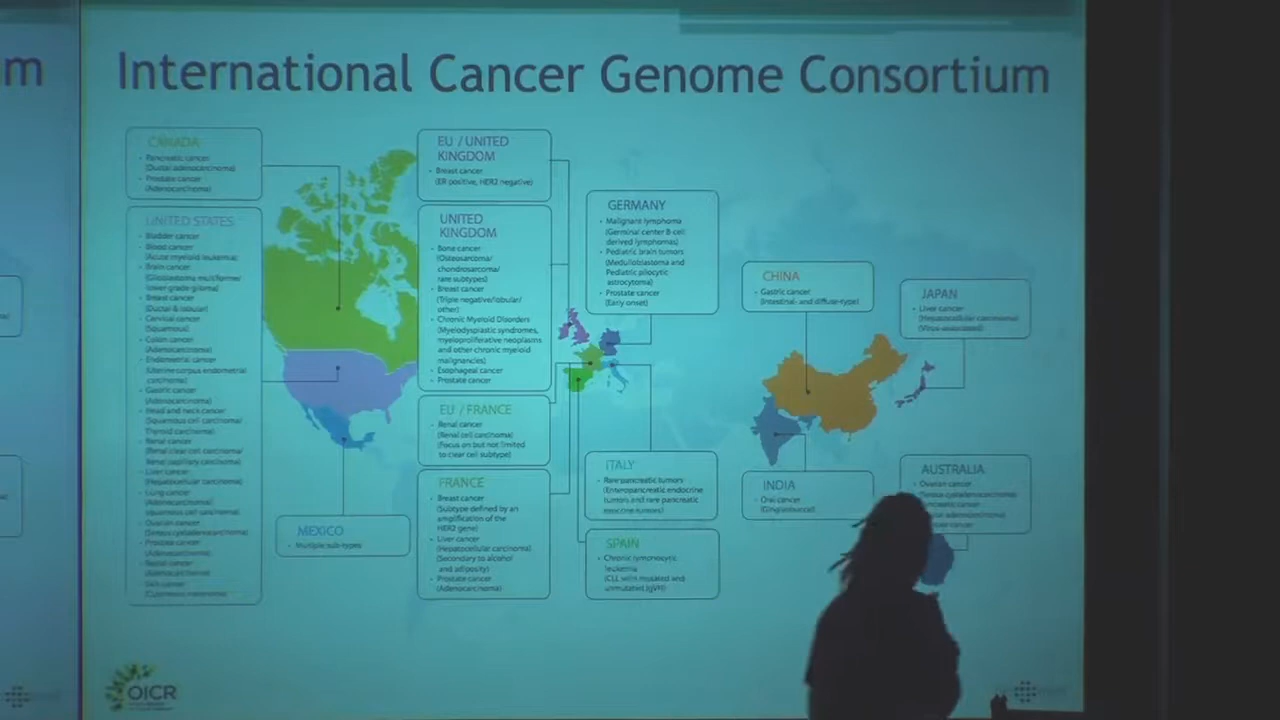 m
International Cancer Genome Consortium
CANADA
• Pancreatic cancer
(Ductal adenocarcinoma)
• Prostate cancer
(Adenocarcinoma)
UNITED STATES
• Bladder cancer
• Blood cancer
(Acute myeloid leukemia)
• Brain cancer
(Glioblastoma multiforme/
lower grade glioma)
• Breast cancer
(Ductal & lobular)
• Cervical cancer
(Squamous)
• Colon cancer
(Adenocarcinoma)
• Endometrial cancer
(Uterine corpus endometrial
carcinoma)
• Gastric cancer
(Adenocarcinoma)
• Head and neck cancer
(Squamous cell carcinoma/
Thyroid carcinoma)
• Renal cancer
(Renal clear cell carcinoma/
Renal papillary carcinoma)
• Liver cancer
(Hepatocellular carcinoma)
• Lung cancer
(Adenocarcinoma/
squamous cell carcinoma)
• Ovarian cancer
(Serous cystadenocarcinoma)
• Prostate cancer
(Adenocarcinoma)
• Rectal cancer
(Adenocarcinoma)
• Skin cancer
(Cutaneous melanoma)
MEXICO
• Multiple sub-types
EU / UNITED
KINGDOM
• Breast cancer
(ER positive, HER2 negative)
UNITED
KINGDOM
• Bone cancer
(Osteosarcoma/
chondrosarcoma/
rare subtypes)
• Breast cancer
(Triple negative/lobular/
other)
• Chronic Myeloid Disorders
(Myelodysplastic syndromes,
myeloproliferative neoplasms
and other chronic myeloid
malignancies)
• Esophageal cancer
• Prostate cancer
EU / FRANCE
• Renal cancer
(Renal cell carcinoma)
(Focus on but not limited
to clear cell subtype)
FRANCE
• Breast cancer
(Subtype defined by an
amplification of the
HER2 gene)
• Liver cancer
(Hepatocellular carcinoma)
(Secondary to alcohol
and adiposity)
• Prostate cancer
(Adenocarcinoma)
GERMANY
• Malignant lymphoma
(Germinal center B-cell
derived lymphomas)
• Pediatric brain tumors
(Medulloblastoma and
Pediatric pilocytic
astrocytoma)
• Prostate cancer
(Early onset)
ITALY
• Rare pancreatic tumors
(Enteropancreatic endocrine
tumors and rare pancreatic
exocrine tumors)
SPAIN
• Chronic lymphocytic
leukemia
(CLL with mutated and
unmutated IgVH)
CHINA
• Gastric cancer
(Intestinal- and diffuse-type)
JAPAN
• Liver cancer
(Hepatocellular carcinoma)
(Virus-associated)
INDIA
• Oral cancer
(Gingivobuccal)
AUSTRALIA
• Ovarian cancer
(Serous cystadenocarcinoma)
cancer
adenocarcinoma)
cancer
OICR